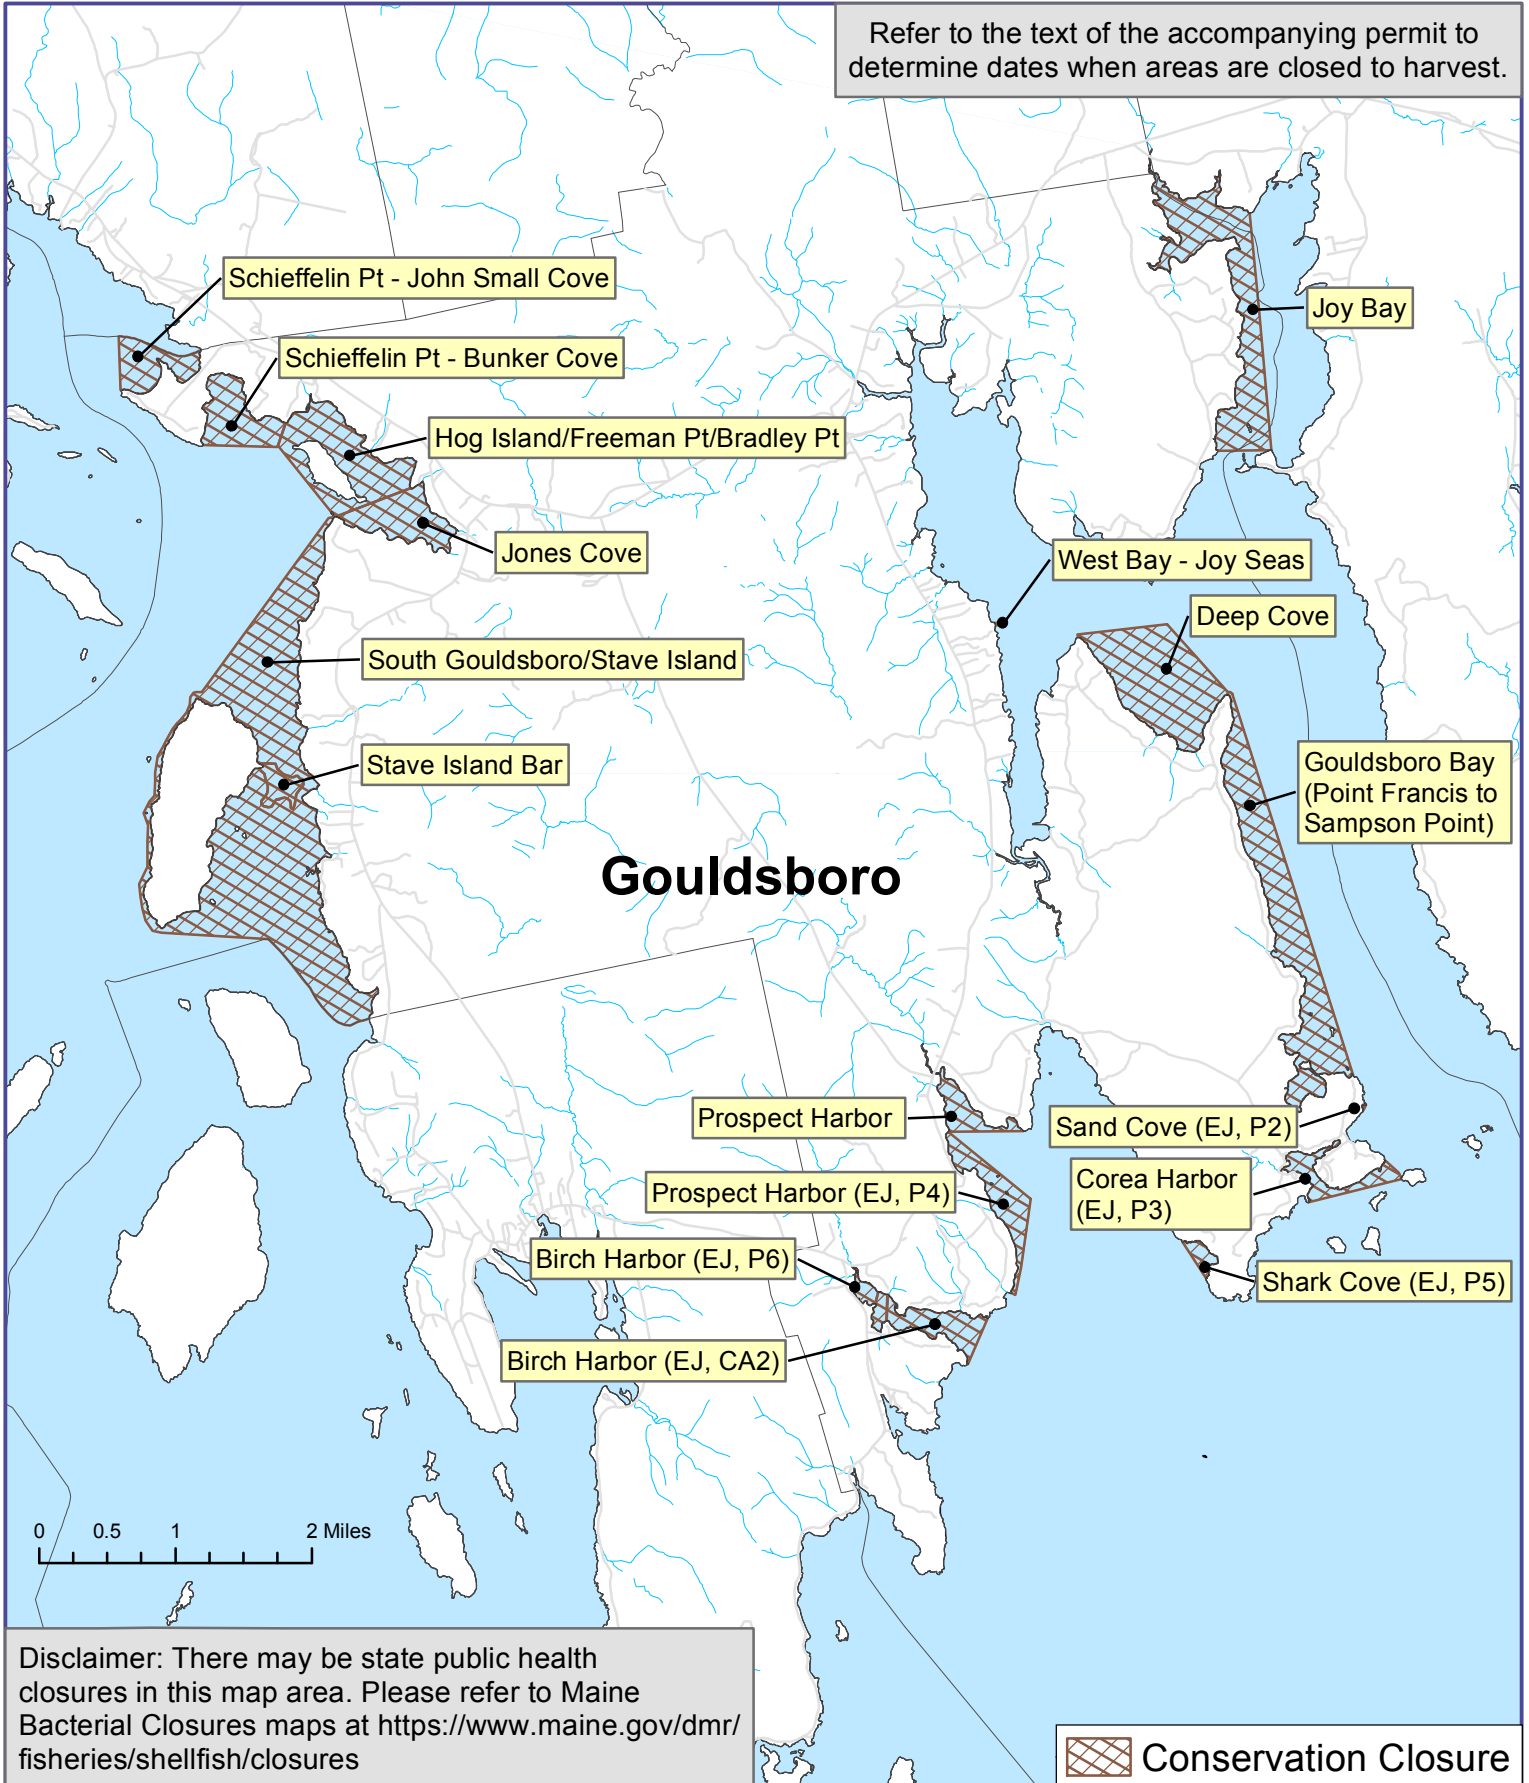 Refer to the text of the accompanying permit to
determine dates when areas are closed to harvest.
Schieffelin Pt - John Small Cove
Joy Bay
Schieffelin Pt - Bunker Cove
Hog Island/Freeman Pt/Bradley Pt
Jones Cove
West Bay - Joy Seas
Deep Cove
South Gouldsboro/Stave Island
Stave Island Bar
Gouldsboro Bay
(Point Francis to
Sampson Point)
Gouldsboro
Prospect Harbor
Sand Cove (EJ, P2)
Corea Harbor
(EJ, P3)
Prospect Harbor (EJ, P4)
Birch Harbor (EJ, P6)
Shark Cove (EJ, P5)
Birch Harbor (EJ, CA2)
0 0.5 1 2 Miles
Disclaimer: There may be state public health
closures in this map area. Please refer to Maine
Bacterial Closures maps at https://www.maine.gov/dmr/
fisheries/shellfish/closures
Conservation Closure